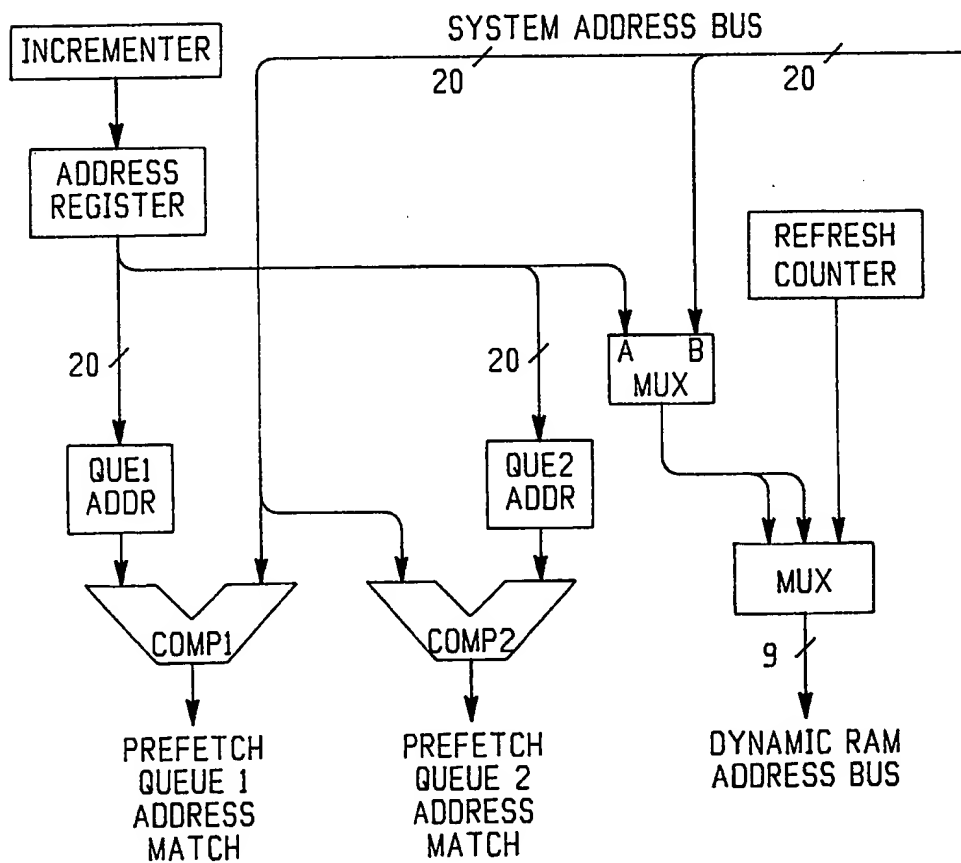 SYSTEM ADDRESS BUS
INCREMENTER
20
20
ADDRESS
REGISTER
REFRESH
COUNTER
A B
MUX
20
20
QUE1
ADDR
QUE2
ADDR
MUX
COMP1
COMP2
9
PREFETCH
QUEUE 1
ADDRESS
MATCH
PREFETCH
QUEUE 2
ADDRESS
MATCH
DYNAMIC RAM
ADDRESS BUS